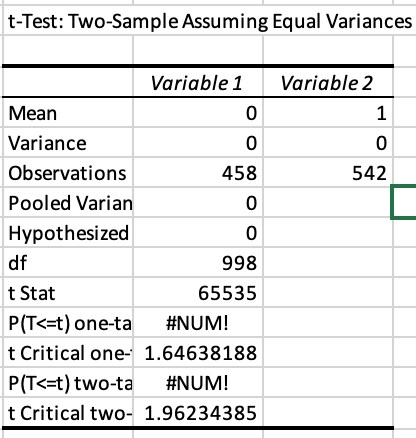 t-Test: Two-Sample Assuming Equal Variances
Variable 1 Variable 2
Mean 0 1
Variance 0 0
Observations 458 542
Pooled Varian 0
Hypothesized 0
df 998
t Stat 65535
P(T<=t) one-ta #NUM!
t Critical one- 1.64638188
P(T<=t) two-ta #NUM!
t Critical two- 1.96234385